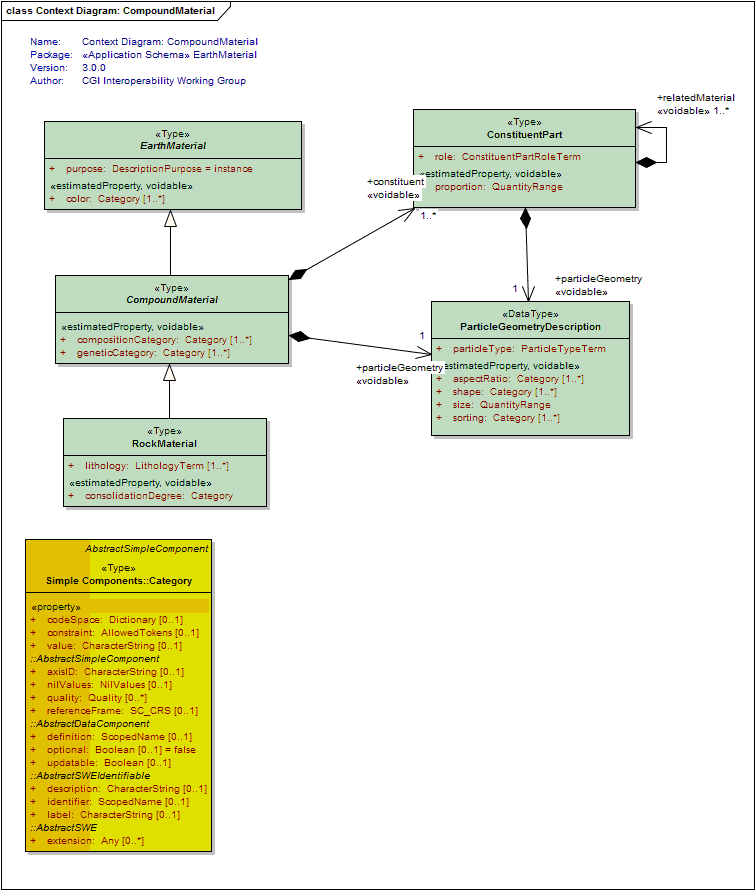 class Context Diagram: CompoundMaterial
Name: Context Diagram: CompoundMaterial
Package: «Application Schema» EarthMaterial
Version: 3.0.0
Author: CGI Interoperability Working Group
«Type»
EarthMaterial
+ purpose: DescriptionPurpose = instance
«estimatedProperty, voidable»
+ color: Category [1..*]
«Type»
ConstituentPart
+ role: ConstituentPartRoleTerm
«estimatedProperty, voidable»
proportion: QuantityRange
+relatedMaterial
«voidable» 1..*
+constituent
«voidable»
1..*
«Type»
CompoundMaterial
«estimatedProperty, voidable»
+ compositionCategory: Category [1..*]
+ geneticCategory: Category [1..*]
1
+particleGeometry
«voidable»
1
+particleGeometry
«voidable»
«DataType»
ParticleGeometryDescription
+ particleType: ParticleTypeTerm
«estimatedProperty, voidable»
+ aspectRatio: Category [1..*]
+ shape: Category [1..*]
+ size: QuantityRange
+ sorting: Category [1..*]
«Type»
RockMaterial
+ lithology: LithologyTerm [1..*]
«estimatedProperty, voidable»
+ consolidationDegree: Category
AbstractSimpleComponent
«Type»
Simple Components::Category
«property»
+ codeSpace: Dictionary [0..1]
+ constraint: AllowedTokens [0..1]
+ value: CharacterString [0..1]
::AbstractSimpleComponent
+ axisID: CharacterString [0..1]
+ nilValues: NilValues [0..1]
+ quality: Quality [0..*]
+ referenceFrame: SC_CRS [0..1]
::AbstractDataComponent
+ definition: ScopedName [0..1]
+ optional: Boolean [0..1] = false
+ updatable: Boolean [0..1]
::AbstractSWEIdentifiable
+ description: CharacterString [0..1]
+ identifier: ScopedName [0..1]
+ label: CharacterString [0..1]
::AbstractSWE
+ extension: Any [0..*]